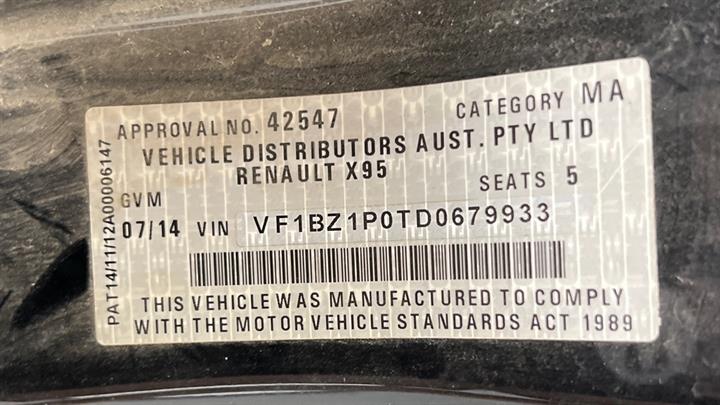 APPROVAL NO. 42547 CATEGORY MA
VEHICLE DISTRIBUTORS AUST. PTY LTD
RENAULT X95
GVM SEATS 5
07/14 VIN VF1BZ1P0TD0679933
THIS VEHICLE WAS MANUFACTURED TO COMPLY
WITH THE MOTOR VEHICLE STANDARDS ACT 1989
PAT14/11/12A00006147